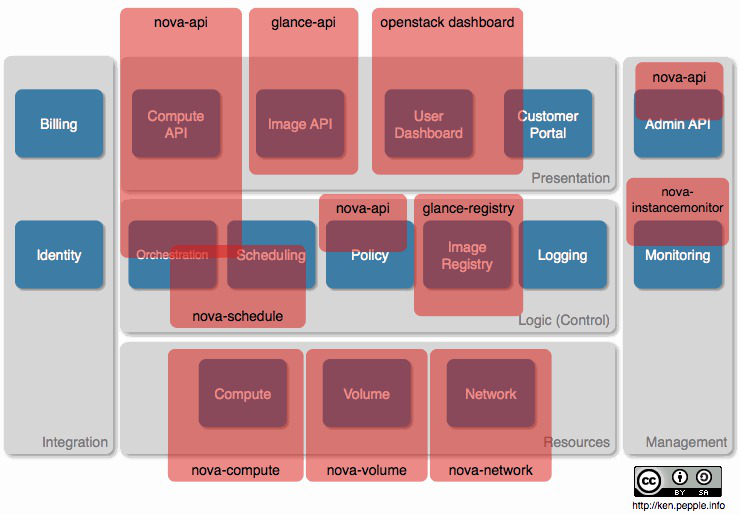 nova-api
glance-api
openstack dashboard
nova-api
Billing
Compute
API
Image API
User
Dashboard
Customer
Portal
Admin API
Presentation
nova-
instancemonitor
nova-api
glance-registry
Identity
Orchestration
Scheduling
Policy
Image
Registry
Logging
Monitoring
nova-schedule
Logic (Control)
Compute
Volume
Network
Integration
Resources
Management
nova-compute
nova-volume
nova-network
cc
BY SA
http://ken.pepple.info